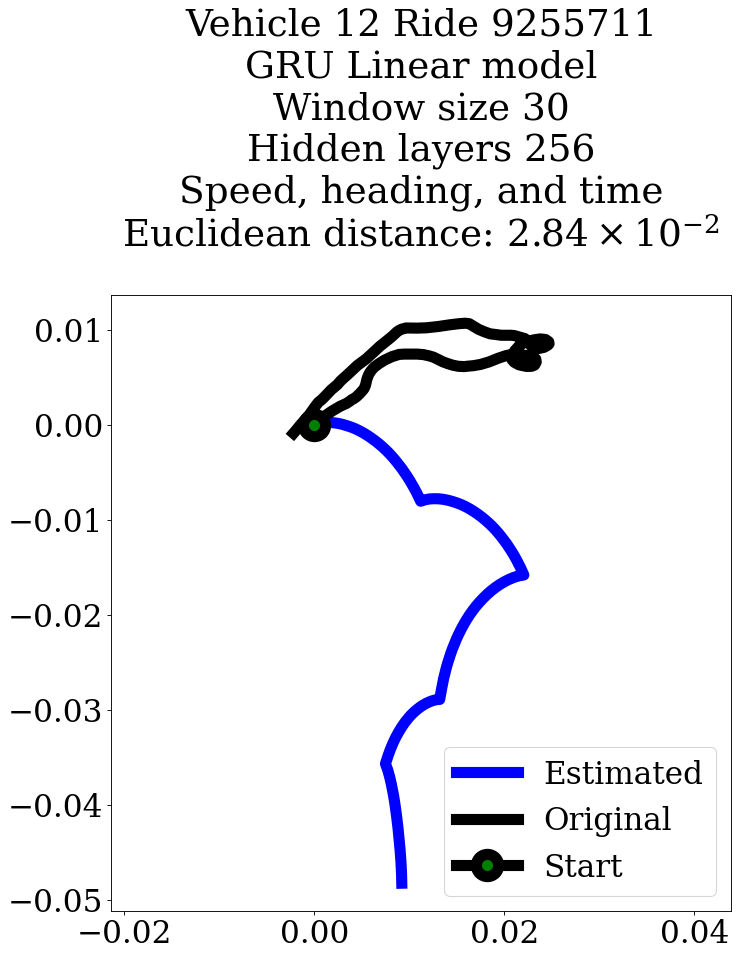 Vehicle 12 Ride 9255711
GRU Linear model
Window size 30
Hidden layers 256
Speed, heading, and time
Euclidean distance: 2.84 × 10⁻²
0.01
0.00
−0.01
−0.02
−0.03
−0.04
−0.05
Estimated
Original
Start
−0.02 0.00 0.02 0.04